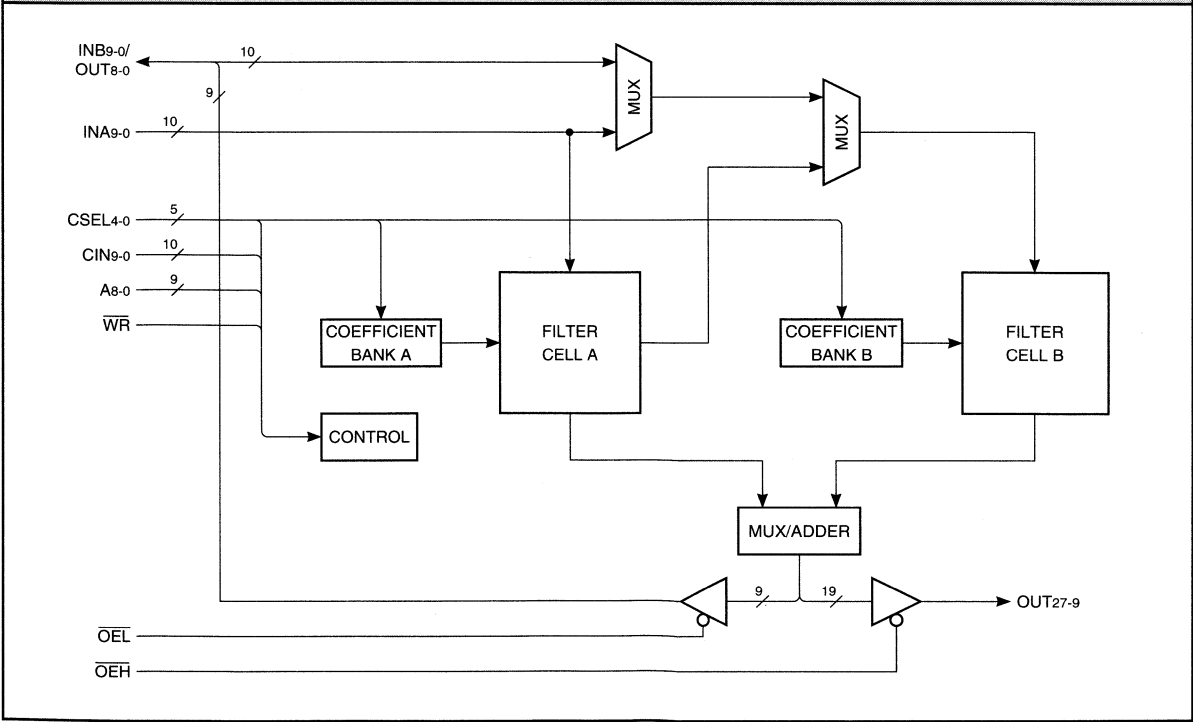 INB9-0/
OUT8-0
10
9
INA9-0
10
MUX
MUX
CSEL4-0
5
CIN9-0
10
A8-0
9
WR
COEFFICIENT
BANK A
FILTER
CELL A
COEFFICIENT
BANK B
FILTER
CELL B
CONTROL
MUX/ADDER
9
19
OUT27-9
OEL
OEH